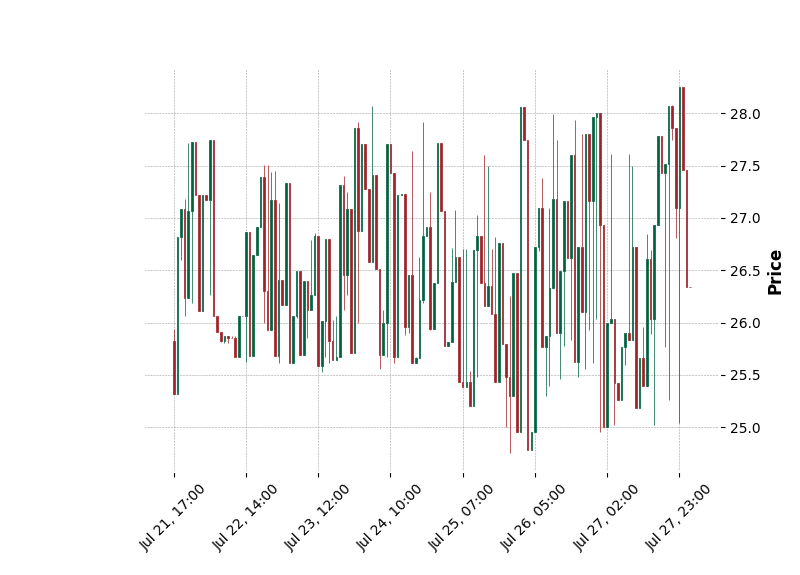 28.0
27.5
27.0
26.5
26.0
25.5
25.0
Price
Jul 21, 17:00
Jul 22, 14:00
Jul 23, 12:00
Jul 24, 10:00
Jul 25, 07:00
Jul 26, 05:00
Jul 27, 02:00
Jul 27, 23:00